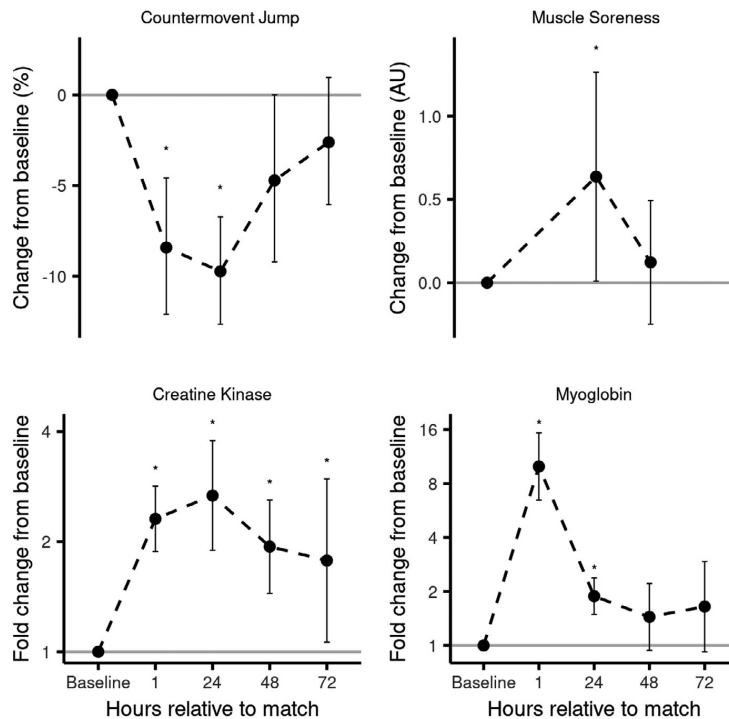 Countermovent Jump
Change from baseline (%)
0
-5
-10
*
*
Muscle Soreness
Change from baseline (AU)
1.0
0.5
0.0
*
Creatine Kinase
Fold change from baseline
4
2
1
*
*
*
*
Baseline 1 24 48 72
Hours relative to match
Myoglobin
Fold change from baseline
16
8
4
2
1
*
*
Baseline 1 24 48 72
Hours relative to match